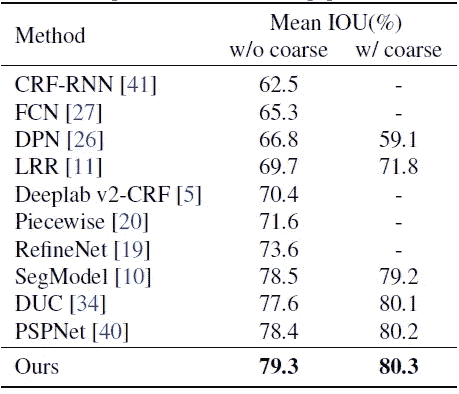 Method Mean IOU(%)
w/o coarse w/ coarse
CRF-RNN [41] 62.5 -
FCN [27] 65.3 -
DPN [26] 66.8 59.1
LRR [11] 69.7 71.8
Deeplab v2-CRF [5] 70.4 -
Piecewise [20] 71.6 -
RefineNet [19] 73.6 -
SegModel [10] 78.5 79.2
DUC [34] 77.6 80.1
PSPNet [40] 78.4 80.2
Ours 79.3 80.3